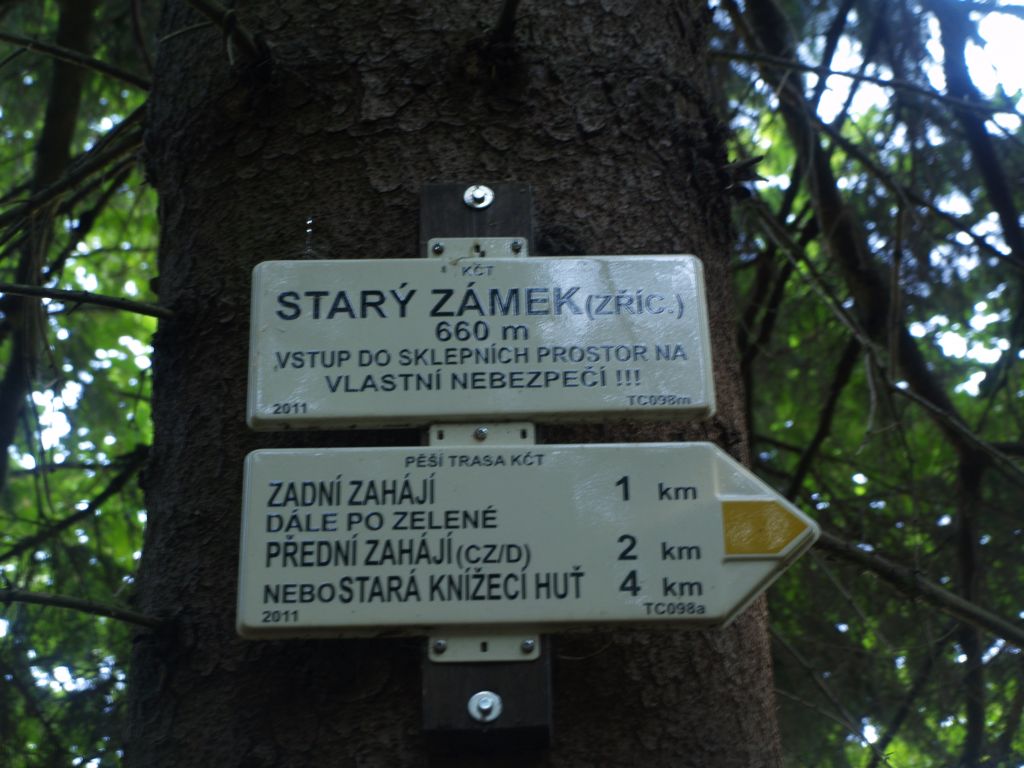 KČT
STARÝ ZÁMEK(ZŘÍC.)
660 m
VSTUP DO SKLEPNÍCH PROSTOR NA
VLASTNÍ NEBEZPEČÍ !!!
2011 TC098m
PĚŠÍ TRASA KČT
ZADNÍ ZAHÁJÍ 1 km
DÁLE PO ZELENÉ
PŘEDNÍ ZAHÁJÍ(CZ/D) 2 km
NEBO STARÁ KNÍŽECÍ HUŤ 4 km
2011 TC098a